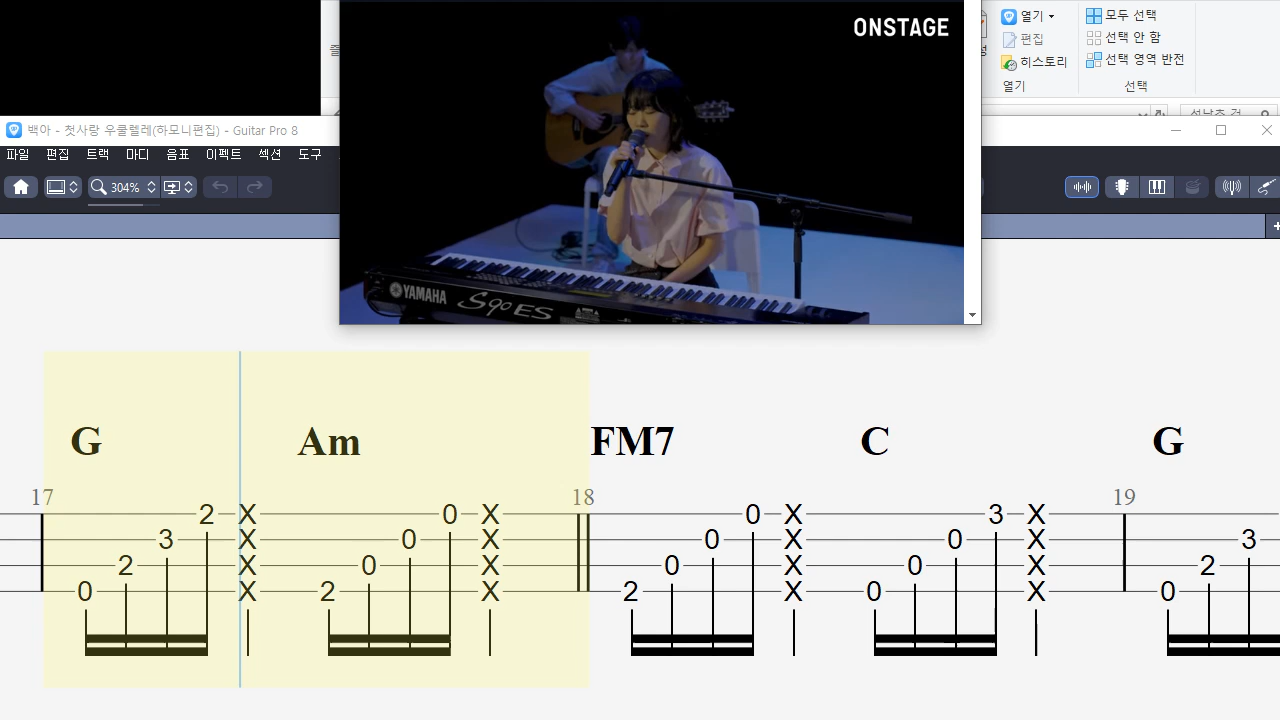 ONSTAGE
열기
편집
히스토리
열기
모두 선택
선택 안 함
선택 영역 반전
선택
백아 - 첫사랑 우쿨렐레(하모니편집) - Guitar Pro 8
파일 편집 트랙 마디 음표 이펙트 섹션 도구
304%
YAMAHA
S90 ES
G Am FM7 C G
17 18 19
2 X 0 X 0 X 3 X
3 X 0 X 0 X 0 X 3
2 X 0 X 0 X 0 X 2
0 X 2 X 2 X 0 X 0